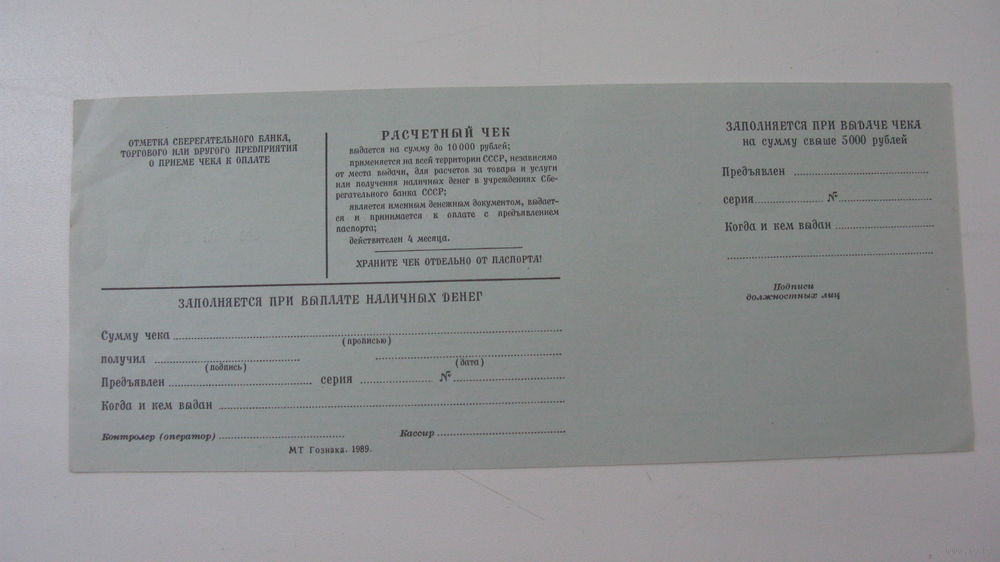 ОТМЕТКА СБЕРЕГАТЕЛЬНОГО БАНКА,
ТОРГОВОГО ИЛИ ДРУГОГО ПРЕДПРИЯТИЯ
О ПРИЕМЕ ЧЕКА К ОПЛАТЕ
РАСЧЕТНЫЙ ЧЕК
выдается на сумму до 10 000 рублей;
применяется на всей территории СССР, независимо
от места выдачи, для расчетов за товары и услуги
или получения наличных денег в учреждениях Сбе-
регательного банка СССР;
является именным денежным документом, выдает-
ся и принимается к оплате с предъявлением
паспорта;
действителен 4 месяца.
ХРАНИТЕ ЧЕК ОТДЕЛЬНО ОТ ПАСПОРТА!
ЗАПОЛНЯЕТСЯ ПРИ ВЫПЛАТЕ НАЛИЧНЫХ ДЕНЕГ
Сумму чека
(прописью)
получил
(подпись) (дата)
Предъявлен серия №
Когда и кем выдан
Контролер (оператор) Кассир
МТ Гознака. 1989.
ЗАПОЛНЯЕТСЯ ПРИ ВЫДАЧЕ ЧЕКА
на сумму свыше 5000 рублей
Предъявлен
серия №
Когда и кем выдан
Подписи
должностных лиц